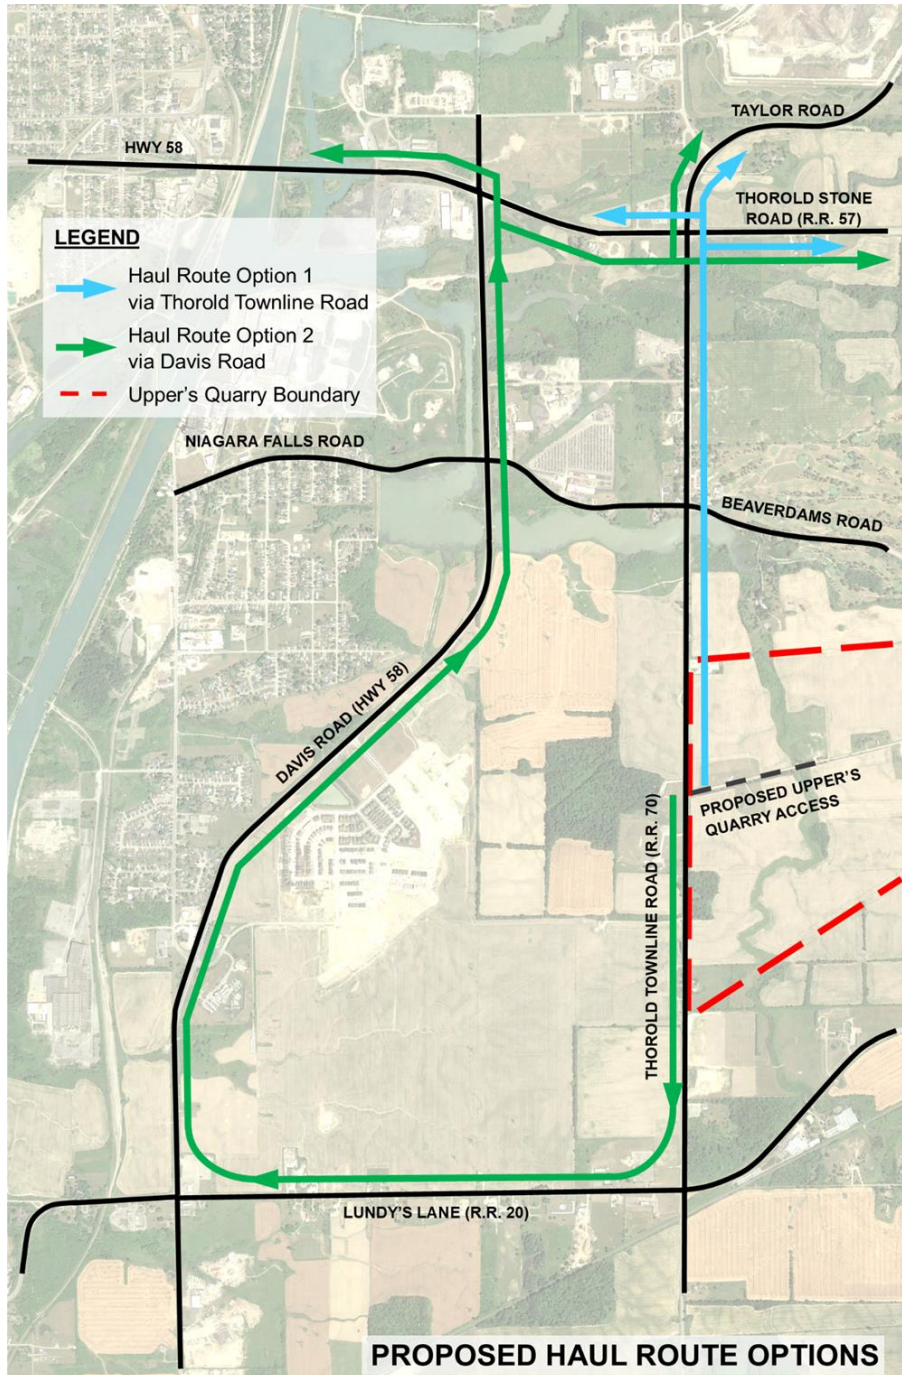 TAYLOR ROAD
HWY 58
THOROLD STONE
ROAD (R.R. 57)
LEGEND
Haul Route Option 1
via Thorold Townline Road
Haul Route Option 2
via Davis Road
Upper's Quarry Boundary
NIAGARA FALLS ROAD
BEAVERDAMS ROAD
DAVIS ROAD (HWY 58)
PROPOSED UPPER'S
QUARRY ACCESS
THOROLD TOWNLINE ROAD (R.R. 70)
LUNDY'S LANE (R.R. 20)
PROPOSED HAUL ROUTE OPTIONS